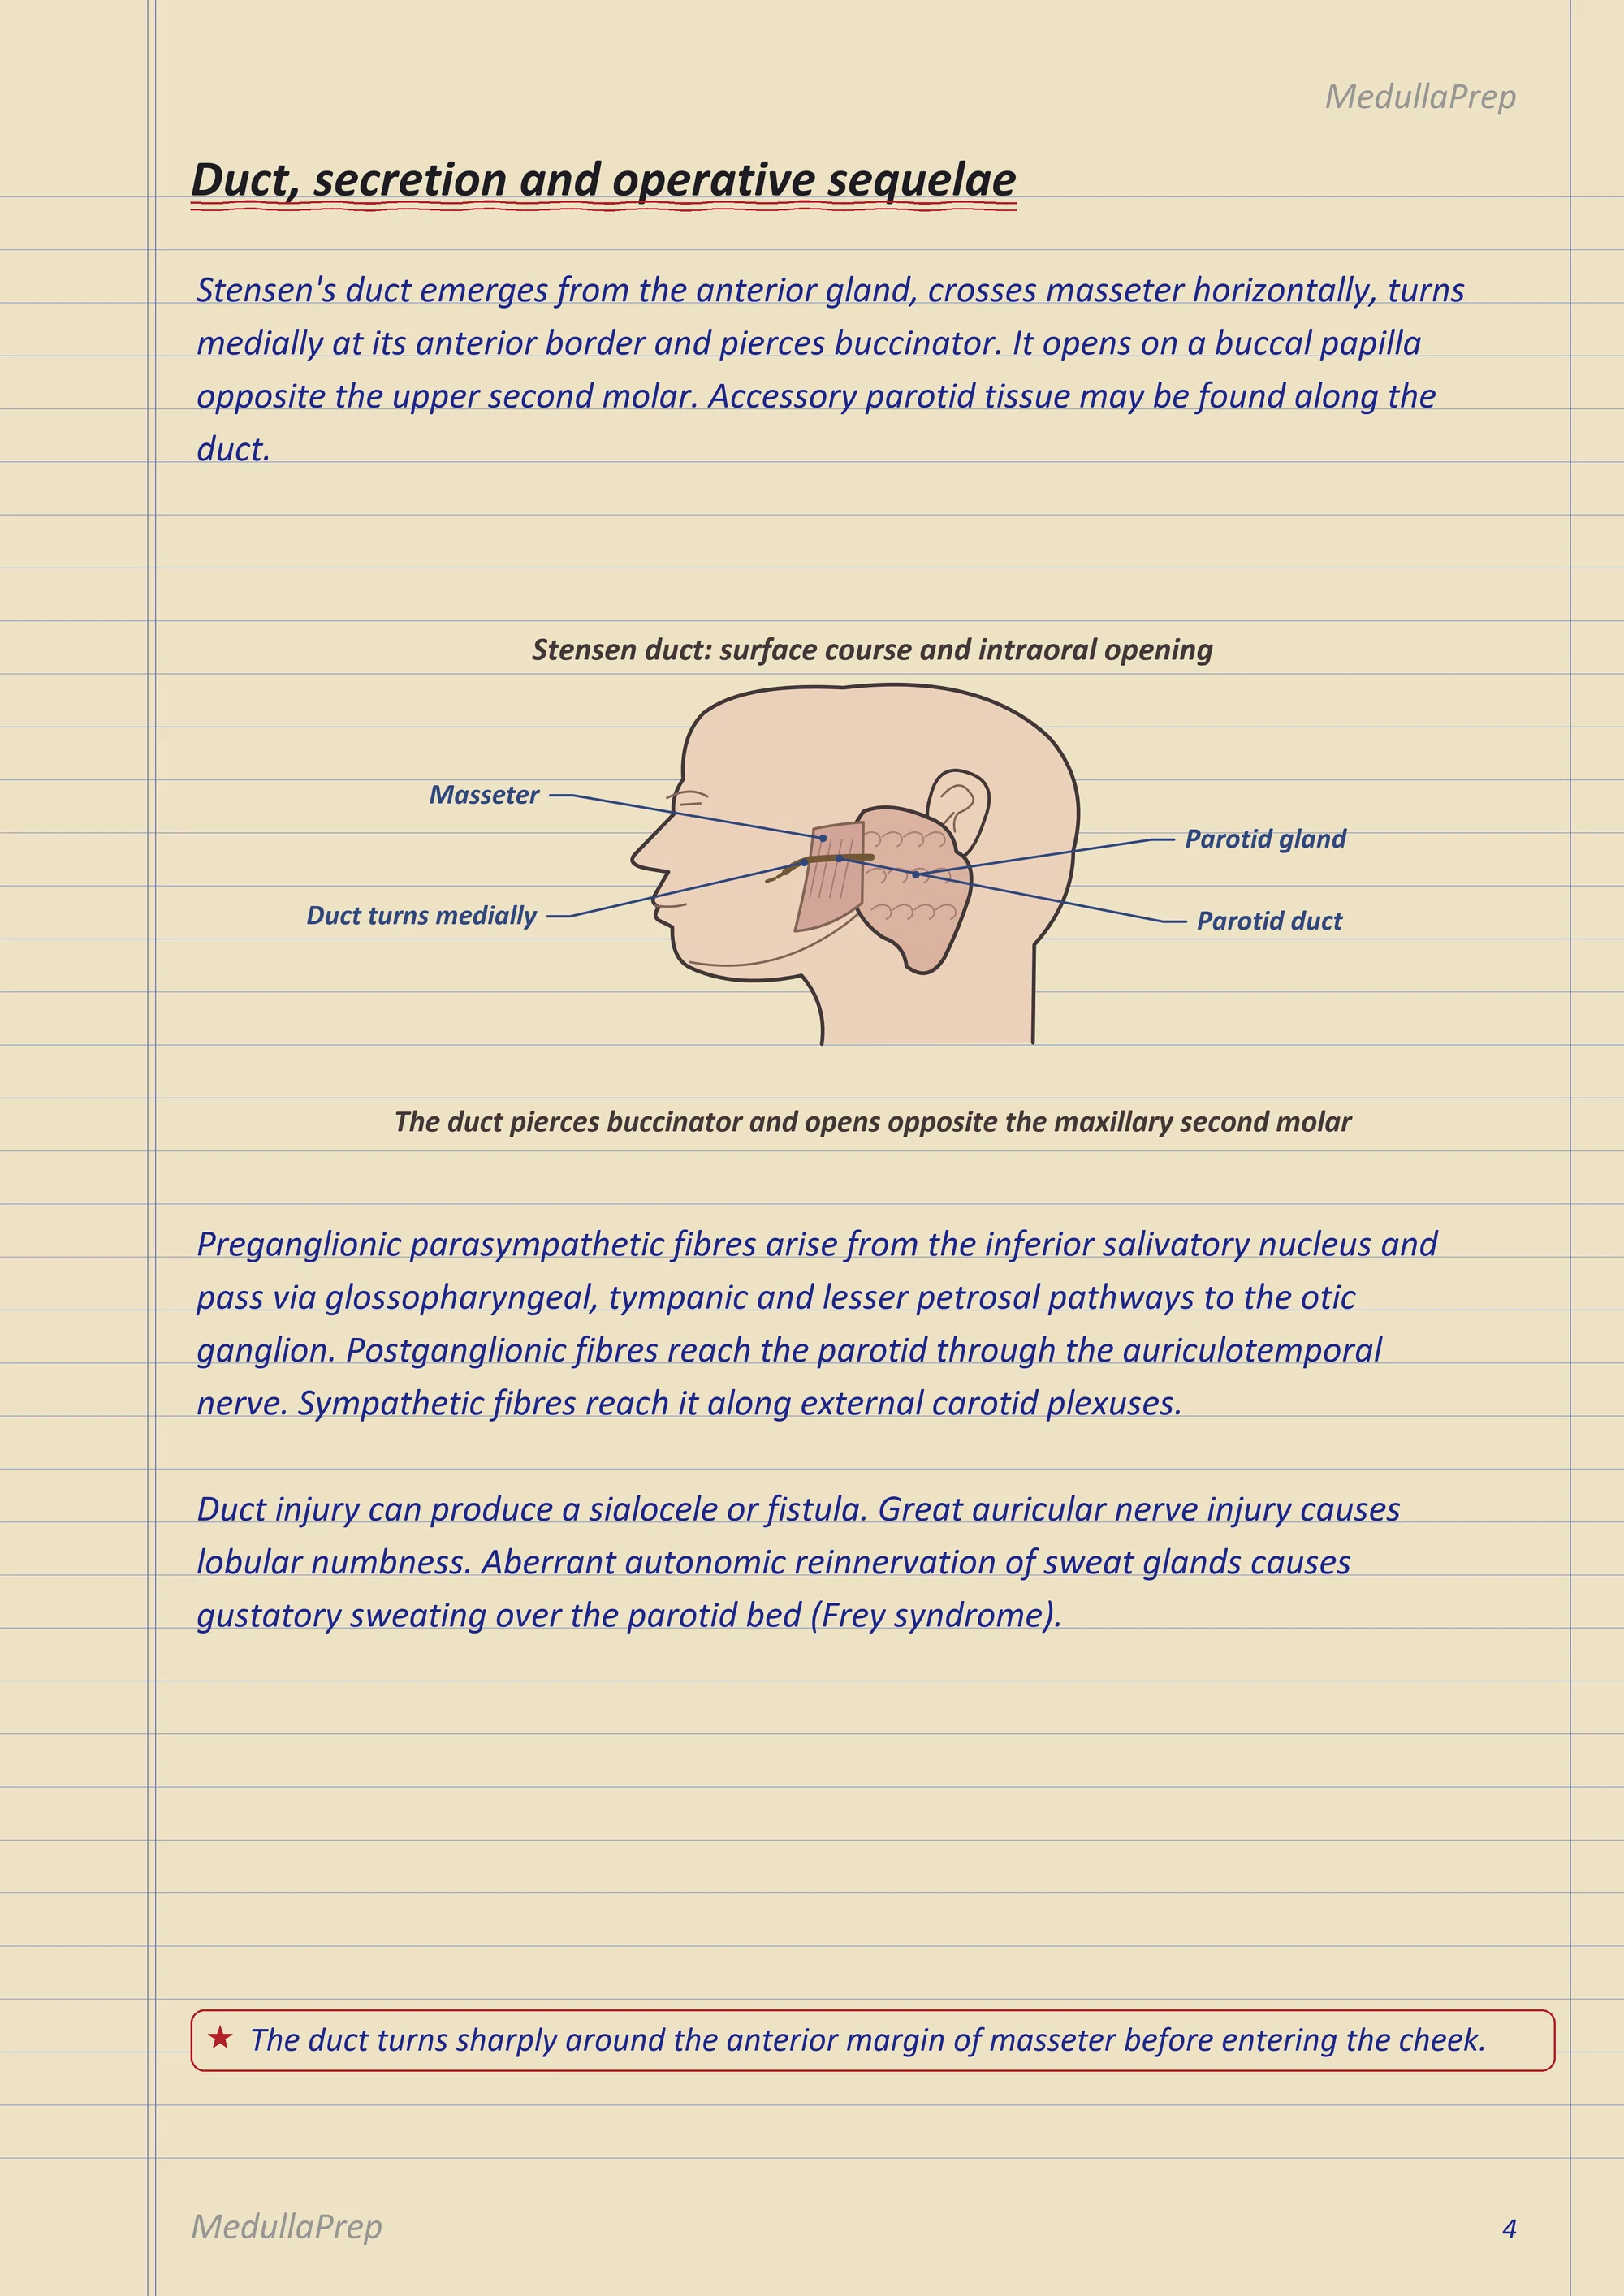 MedullaPrep
Duct, secretion and operative sequelae
Stensen's duct emerges from the anterior gland, crosses masseter horizontally, turns
medially at its anterior border and pierces buccinator. It opens on a buccal papilla
opposite the upper second molar. Accessory parotid tissue may be found along the
duct.
Stensen duct: surface course and intraoral opening
Masseter
Parotid gland
Duct turns medially
Parotid duct
The duct pierces buccinator and opens opposite the maxillary second molar
Preganglionic parasympathetic fibres arise from the inferior salivatory nucleus and
pass via glossopharyngeal, tympanic and lesser petrosal pathways to the otic
ganglion. Postganglionic fibres reach the parotid through the auriculotemporal
nerve. Sympathetic fibres reach it along external carotid plexuses.
Duct injury can produce a sialocele or fistula. Great auricular nerve injury causes
lobular numbness. Aberrant autonomic reinnervation of sweat glands causes
gustatory sweating over the parotid bed (Frey syndrome).
★ The duct turns sharply around the anterior margin of masseter before entering the cheek.
MedullaPrep
4